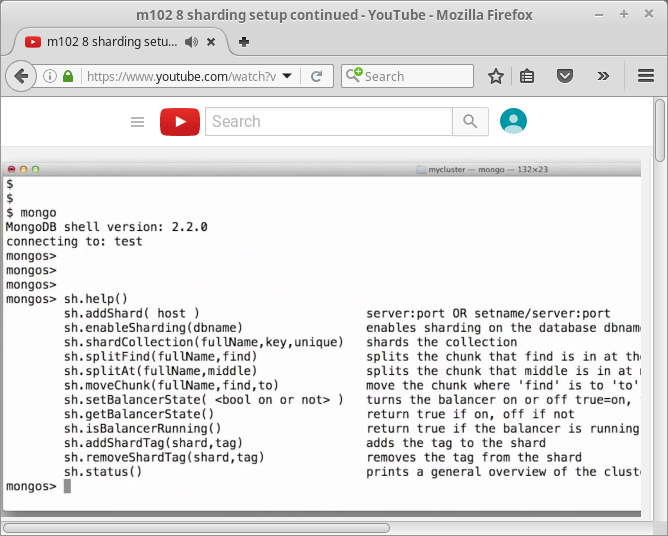 m102 8 sharding setup continued - YouTube - Mozilla Firefox
m102 8 sharding setu...
https://www.youtube.com/watch?v
Search
Search
mycluster — mongo — 132×23
$
$
$ mongo
MongoDB shell version: 2.2.0
connecting to: test
mongos>
mongos>
mongos>
mongos> sh.help()
sh.addShard( host ) server:port OR setname/server:port
sh.enableSharding(dbname) enables sharding on the database dbname
sh.shardCollection(fullName,key,unique) shards the collection
sh.splitFind(fullName,find) splits the chunk that find is in at the
sh.splitAt(fullName,middle) splits the chunk that middle is in at
sh.moveChunk(fullName,find,to) move the chunk where 'find' is to 'to'
sh.setBalancerState( <bool on or not> ) turns the balancer on or off true=on,
sh.getBalancerState() return true if on, off if not
sh.isBalancerRunning() return true if the balancer is running
sh.addShardTag(shard,tag) adds the tag to the shard
sh.removeShardTag(shard,tag) removes the tag from the shard
sh.status() prints a general overview of the clust
mongos>